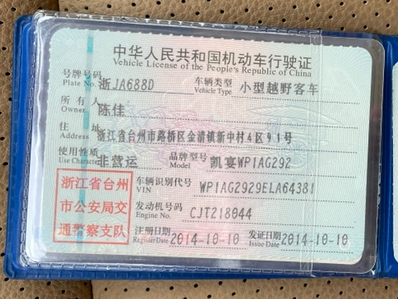 中华人民共和国机动车行驶证
Vehicle License of the People's Republic of China
号牌号码 浙JA688D 车辆类型 小型越野客车
Plate No. Vehicle Type
所有人 陈佳
Owner
住址 浙江省台州市路桥区金清镇新中村4区91号
Address
使用性质 非营运 品牌型号 凯宴WP1AG292
Use Character Model
浙江省台州
市公安局交
通警察支队
车辆识别代号 WP1AG2929ELA64381
VIN
发动机号码 CJT218044
Engine No.
注册日期 2014-10-10 发证日期 2014-10-10
Register Date Issue Date